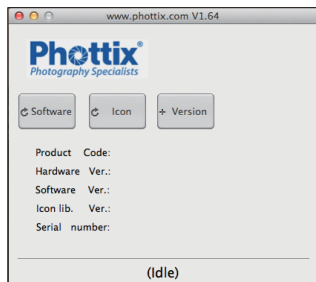 www.phottix.com V1.64
Phottix®
Photography Specialists
Software Icon Version
Product Code:
Hardware Ver.:
Software Ver.:
Icon lib. Ver.:
Serial number:
(Idle)